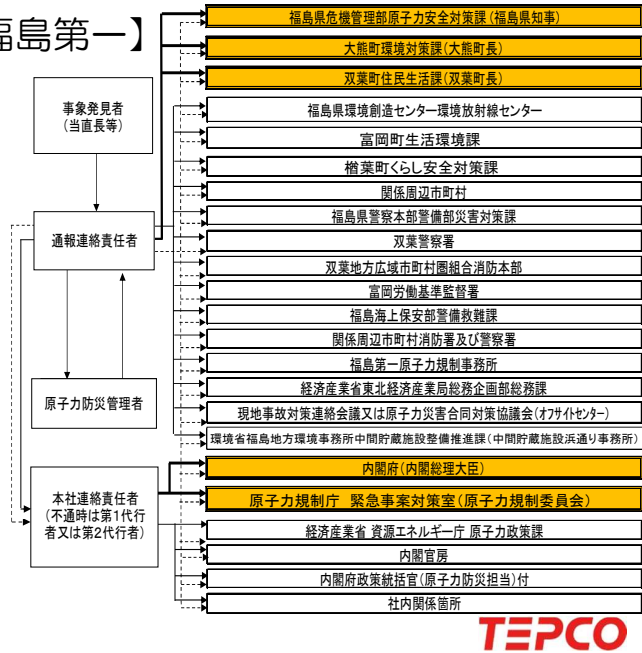 福島第一】
事象発見者
(当直長等)
通報連絡責任者
原子力防災管理者
本社連絡責任者
(不通時は第1代行
者又は第2代行者)
福島県危機管理部原子力安全対策課(福島県知事)
大熊町環境対策課(大熊町長)
双葉町住民生活課(双葉町長)
福島県環境創造センター環境放射線センター
富岡町生活環境課
楢葉町くらし安全対策課
関係周辺市町村
福島県警察本部警備部災害対策課
双葉警察署
双葉地方広域市町村圏組合消防本部
富岡労働基準監督署
福島海上保安部警備救難課
関係周辺市町村消防署及び警察署
福島第一原子力規制事務所
経済産業省東北経済産業局総務企画部総務課
現地事故対策連絡会議又は原子力災害合同対策協議会(オフサイトセンター)
環境省福島地方環境事務所中間貯蔵施設整備推進課(中間貯蔵施設浜通り事務所)
内閣府(内閣総理大臣)
原子力規制庁 緊急事案対策室(原子力規制委員会)
経済産業省 資源エネルギー庁 原子力政策課
内閣官房
内閣府政策統括官(原子力防災担当)付
社内関係箇所
TEPCO